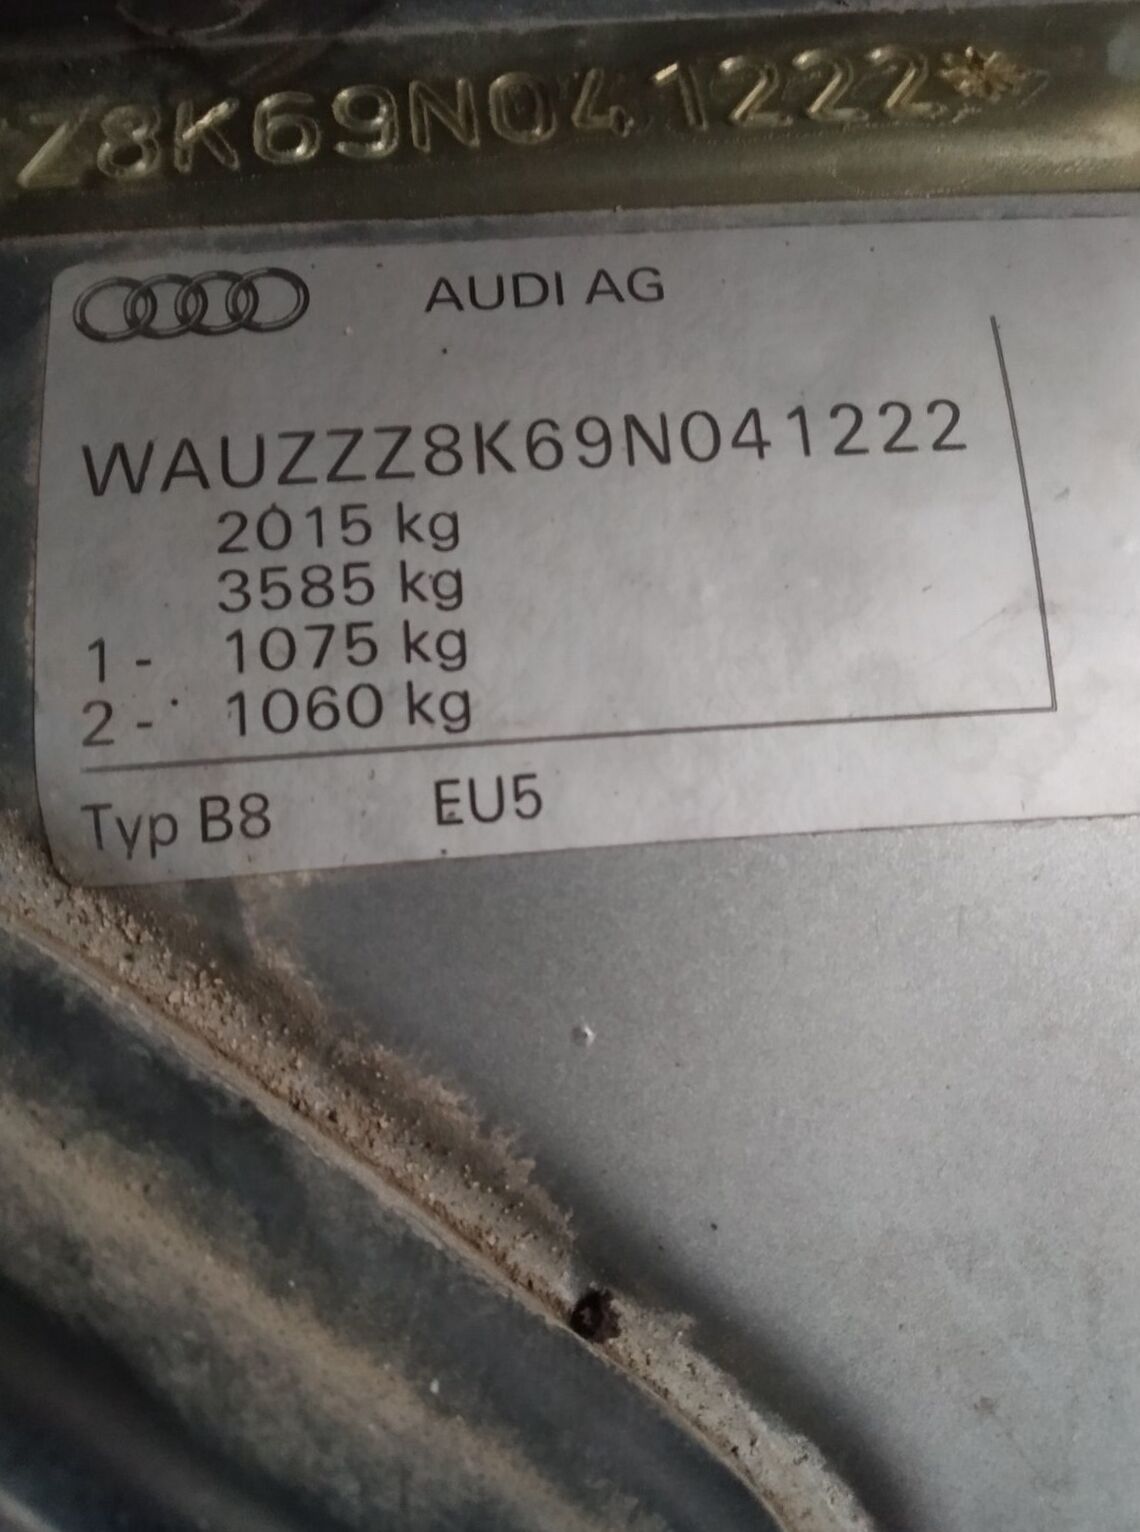 Z8K69N041222*
AUDI AG
WAUZZZ8K69N041222
2015 kg
3585 kg
1 - 1075 kg
2 - 1060 kg
Typ B8 EU5